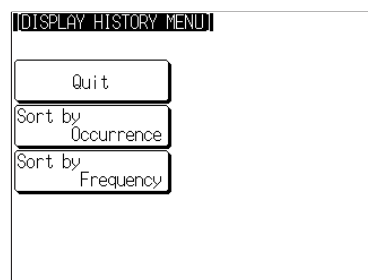 [DISPLAY HISTORY MENU]
Quit
Sort by
Occurrence
Sort by
Frequency